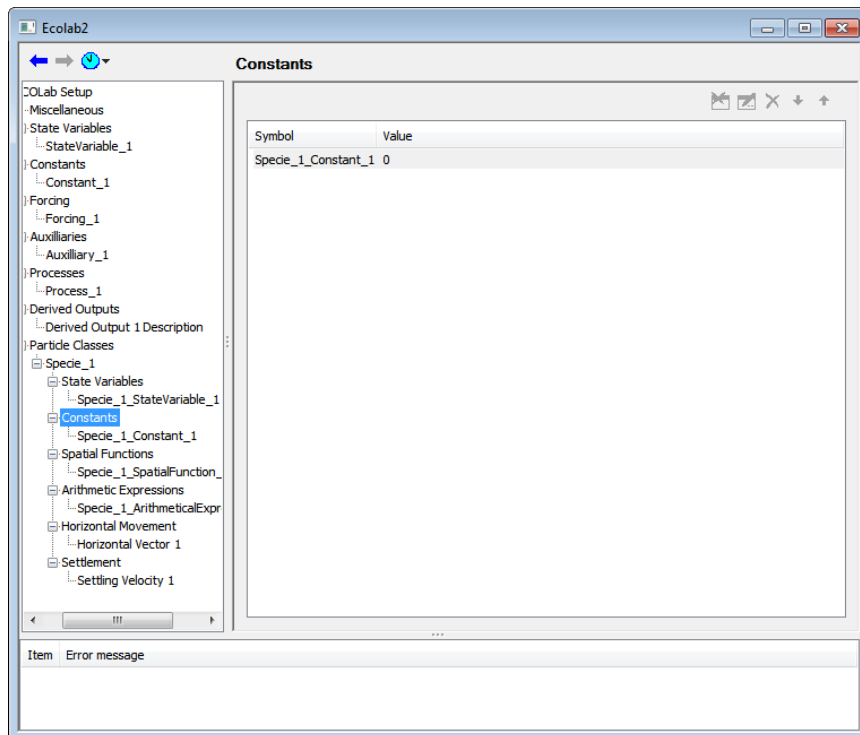 Ecolab2
Constants
COLab Setup
Miscellaneous
State Variables
StateVariable_1
Constants
Constant_1
Forcing
Forcing_1
Auxilliaries
Auxilliary_1
Processes
Process_1
Derived Outputs
Derived Output 1 Description
Particle Classes
Specie_1
State Variables
Specie_1_StateVariable_1
Constants
Specie_1_Constant_1
Spatial Functions
Specie_1_SpatialFunction_
Arithmetic Expressions
Specie_1_ArithmeticalExpr
Horizontal Movement
Horizontal Vector 1
Settlement
Settling Velocity 1
Symbol Value
Specie_1_Constant_1 0
Item Error message